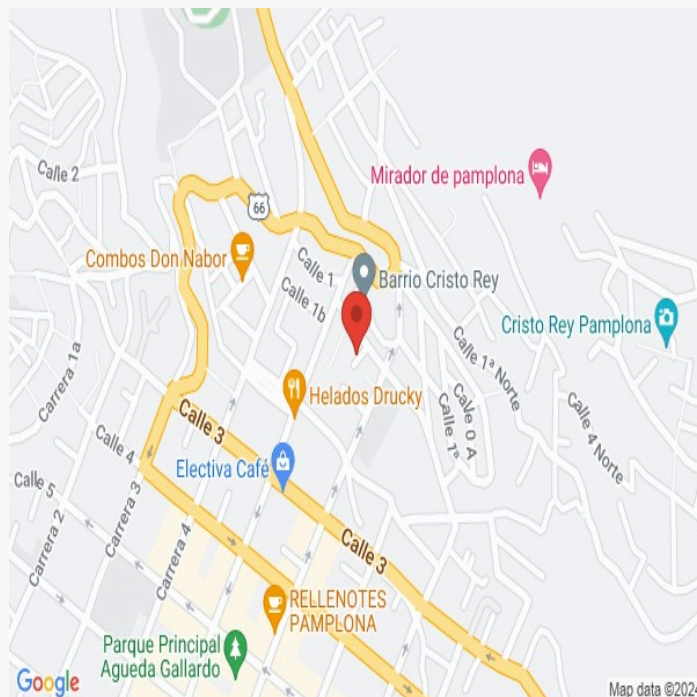 Calle 2
Mirador de pamplona
66
Combos Don Nabor
Calle 1
Barrio Cristo Rey
Calle 1b
Cristo Rey Pamplona
Calle 1ª Norte
Carrera 1a
Helados Drucky
Calle 0 A
Calle 1ª
Calle 3
Calle 4 Norte
Calle 4
Electiva Café
Calle 5
Carrera 3
Carrera 4
Calle 3
Carrera 2
RELLENOTES
PAMPLONA
Parque Principal
Agueda Gallardo
Google
Map data ©202